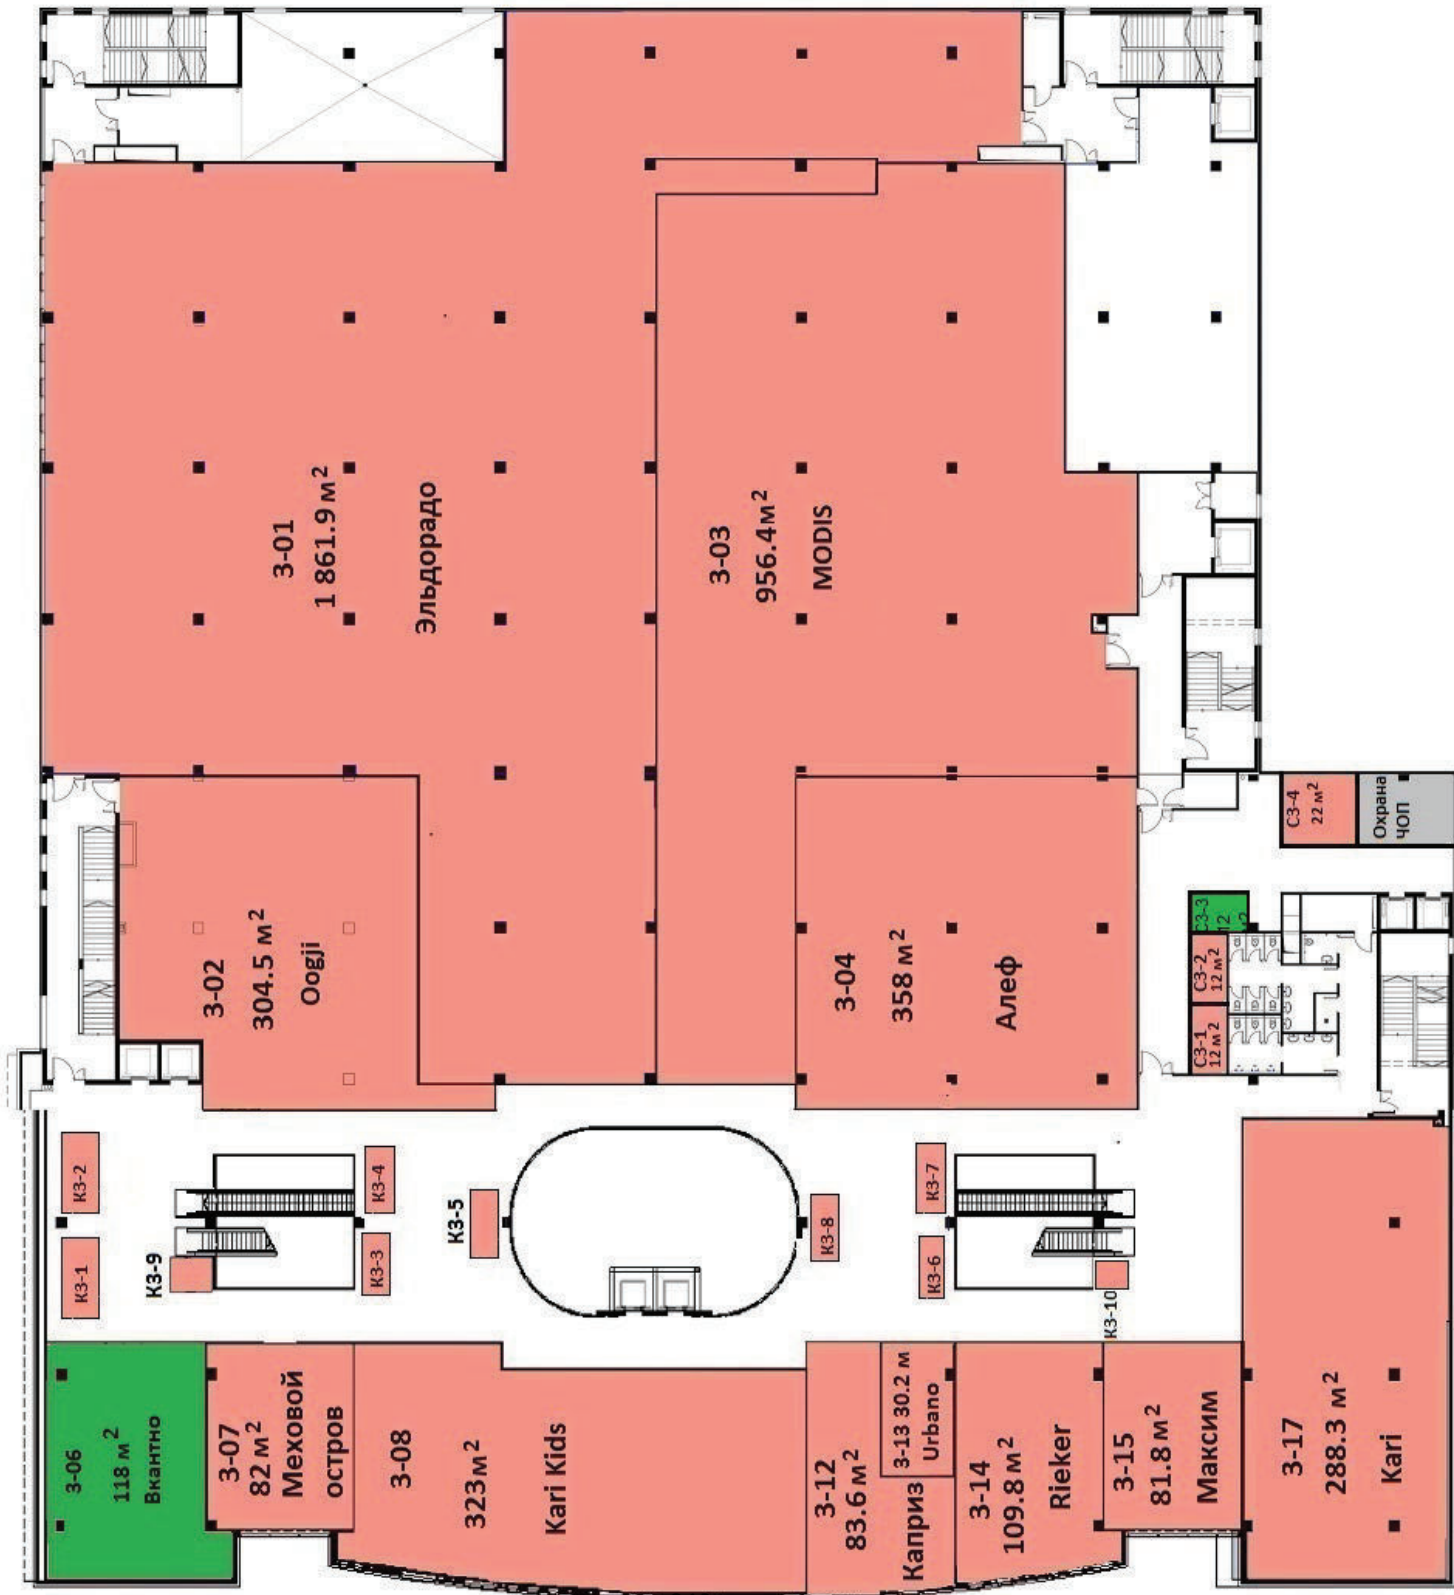 3-01
1 861.9 м²
Эльдорадо
3-03
956.4м²
MODIS
3-02
304.5 м²
Oogji
3-04
358 м²
Алеф
С3-4
22 м²
Охрана
ЧОП
С3-3
12
С3-2
12 м²
С3-1
12 м²
К3-2
К3-1
К3-9
К3-4
К3-3
К3-5
К3-8
К3-7
К3-6
К3-10
3-06
118 м²
Вкантно
3-07
82 м²
Меховой
остров
3-08
323м²
Kari Kids
3-12
83.6 м²
Каприз
3-13 30.2 м
Urbano
3-14
109.8 м²
Rieker
3-15
81.8 м²
Максим
3-17
288.3 м²
Kari